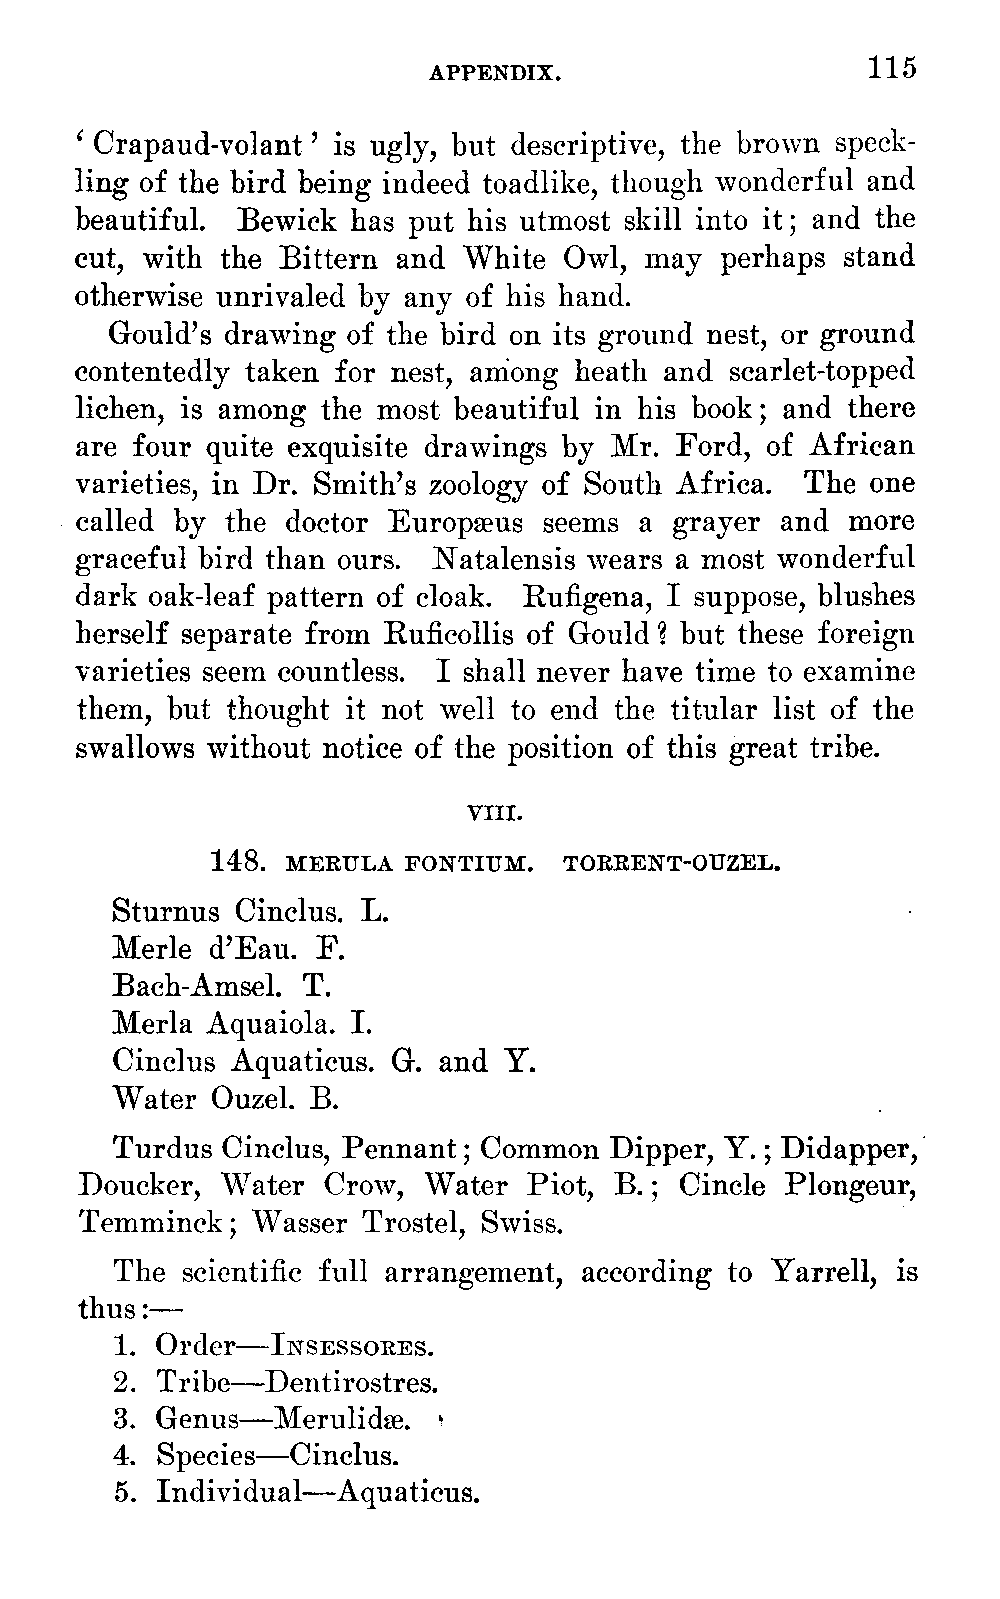 APPENDIX. 115
‘ Crapaud-volant ’ is ugly, but descriptive, the brown speck-
ling of the bird being indeed toadlike, though wonderful and
beautiful. Bewick has put his utmost skill into it; and the
cut, with the Bittern and White Owl, may perhaps stand
otherwise unrivaled by any of his hand.
Gould’s drawing of the bird on its ground nest, or ground
contentedly taken for nest, among heath and scarlet-topped
lichen, is among the most beautiful in his book; and there
are four quite exquisite drawings by Mr. Ford, of African
varieties, in Dr. Smith’s zoology of South Africa. The one
called by the doctor Europæus seems a grayer and more
graceful bird than ours. Natalensis wears a most wonderful
dark oak-leaf pattern of cloak. Rufigena, I suppose, blushes
herself separate from Ruficollis of Gould? but these foreign
varieties seem countless. I shall never have time to examine
them, but thought it not well to end the titular list of the
swallows without notice of the position of this great tribe.
VIII.
148. MERULA FONTIUM. TORRENT-OUZEL.
Sturnus Cinclus. L.
Merle d’Eau. F.
Bach-Amsel. T.
Merla Aquaiola. I.
Cinclus Aquaticus. G. and Y.
Water Ouzel. B.
Turdus Cinclus, Pennant; Common Dipper, Y.; Didapper,
Doucker, Water Crow, Water Piot, B.; Cincle Plongeur,
Temminck; Wasser Trostel, Swiss.
The scientific full arrangement, according to Yarrell, is
thus:—
1. Order—INSESSORES.
2. Tribe—Dentirostres.
3. Genus—Merulidæ.
4. Species—Cinclus.
5. Individual—Aquaticus.